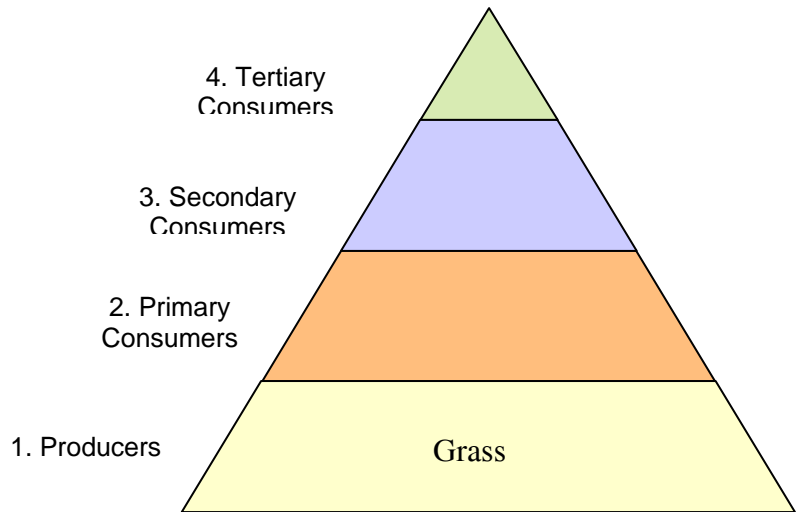 4. Tertiary
Consumers
3. Secondary
Consumers
2. Primary
Consumers
1. Producers
Grass